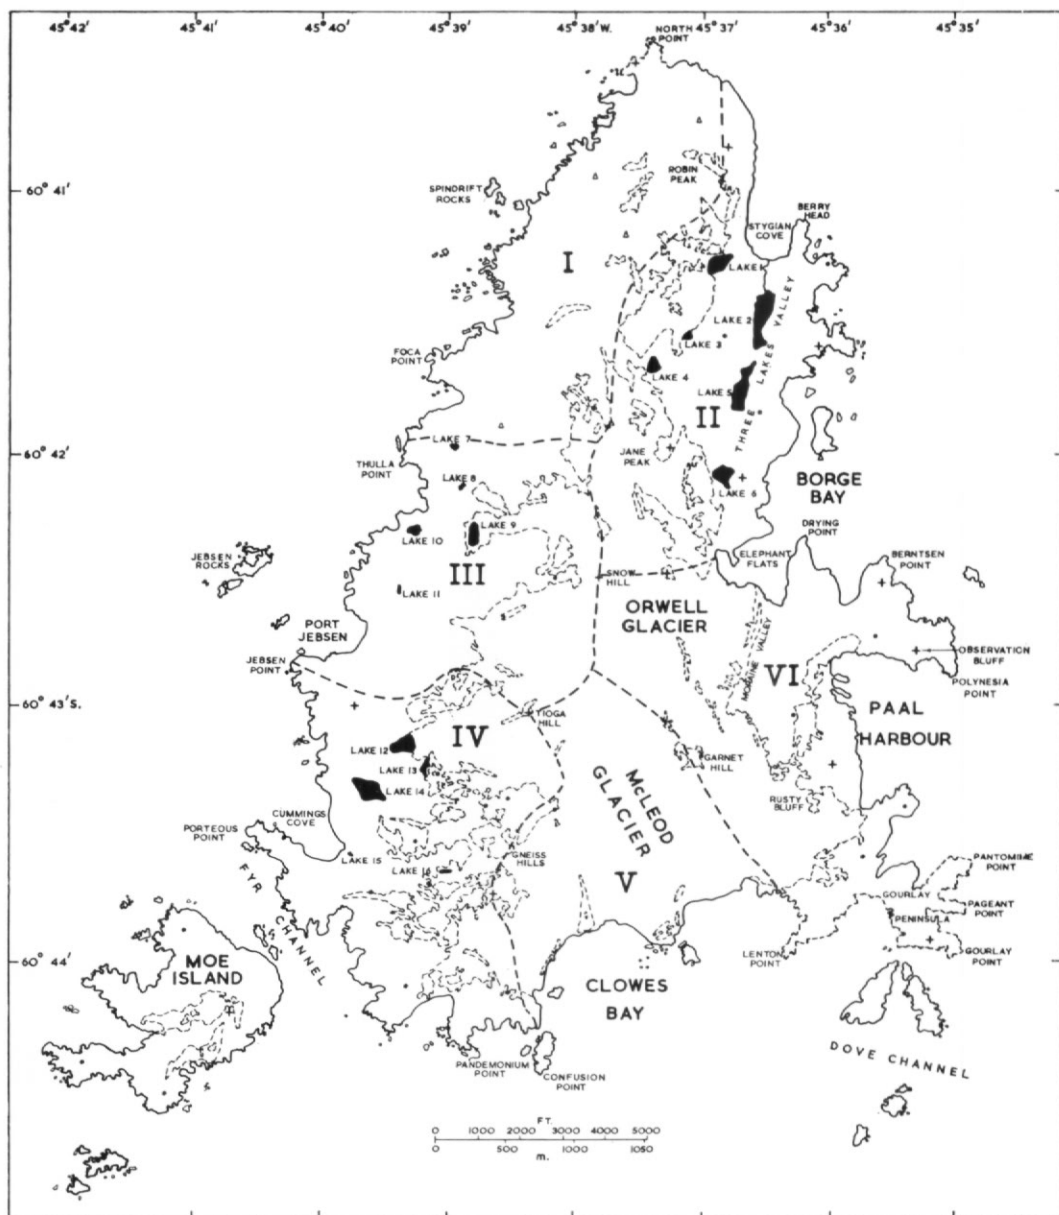 45° 42'
45° 41'
45° 40'
45° 39'
45° 38' W.
45° 37'
45° 36'
45° 35'
NORTH
POINT
60° 41'
SPINDRIFT
ROCKS
ROBIN
PEAK
BERRY
HEAD
STYGIAN
COVE
I
LAKE 1
LAKE 2
THREE LAKES VALLEY
LAKE 3
FOCA
POINT
LAKE 4
LAKE 5
II
60° 42'
LAKE 7
THULLA
POINT
JANE
PEAK
LAKE 8
LAKE 6
BORGE
BAY
LAKE 9
LAKE 10
DRYING
POINT
JEBSEN
ROCKS
ELEPHANT
FLATS
BERNTSEN
POINT
III
SNOW
HILL
LAKE 11
ORWELL
GLACIER
PORT
JEBSEN
MORAINE VALLEY
JEBSEN
POINT
VI
OBSERVATION
BLUFF
POLYNESIA
POINT
60° 43' S.
TIOGA
HILL
PAAL
HARBOUR
IV
LAKE 12
GARNET
HILL
LAKE 13
LAKE 14
McLEOD
GLACIER
RUSTY
BLUFF
CUMMINGS
COVE
PORTEOUS
POINT
LAKE 15
GNEISS
HILLS
LAKE 16
PANTOMIME
POINT
FYR
CHANNEL
V
GOURLAY
PENINSULA
PAGEANT
POINT
60° 44'
MOE
ISLAND
LENTON
POINT
GOURLAY
POINT
CLOWES
BAY
DOVE CHANNEL
PANDEMONIUM
POINT
CONFUSION
POINT
FT.
0 1000 2000 3000 4000 5000
0 500 1000 1050
m.